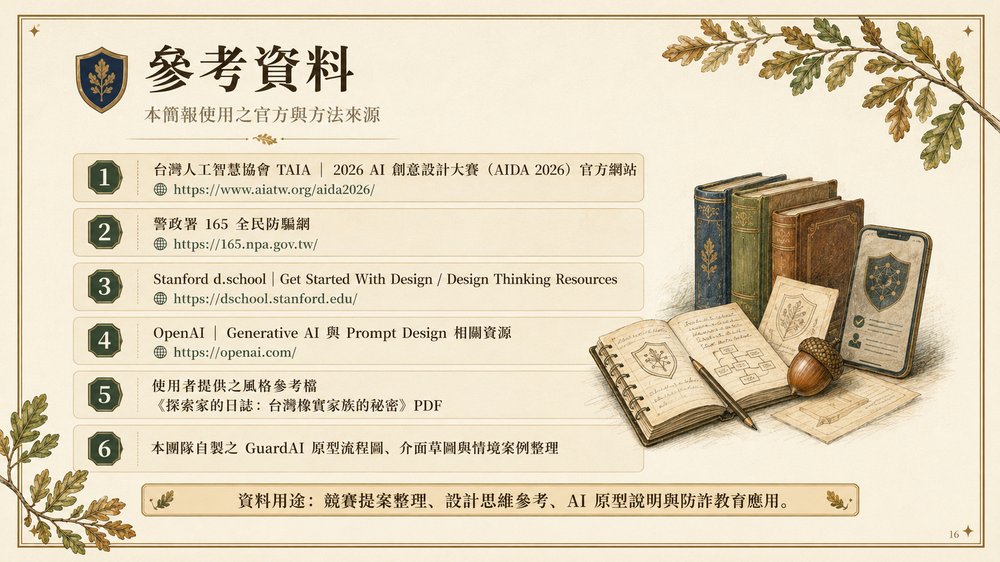 參考資料
本簡報使用之官方與方法來源
1
台灣人工智慧協會 TAIA | 2026 AI 創意設計大賽（AIDA 2026）官方網站
https://www.aiatw.org/aida2026/
2
警政署 165 全民防騙網
https://165.npa.gov.tw/
3
Stanford d.school | Get Started With Design / Design Thinking Resources
https://dschool.stanford.edu/
4
OpenAI | Generative AI 與 Prompt Design 相關資源
https://openai.com/
5
使用者提供之風格參考檔
《探索家的日誌：台灣橡實家族的秘密》PDF
6
本團隊自製之 GuardAI 原型流程圖、介面草圖與情境案例整理
資料用途：競賽提案整理、設計思維參考、AI 原型說明與防詐教育應用。
16